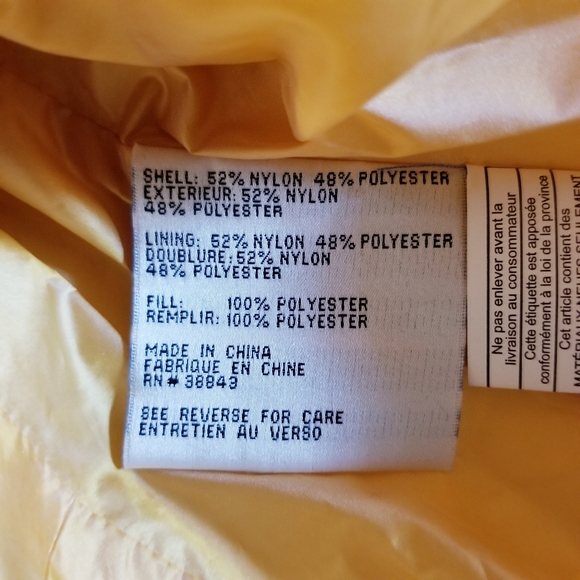 SHELL: 52% NYLON 48% POLYESTER
EXTERIEUR: 52% NYLON
48% POLYESTER
LINING: 52% NYLON 48% POLYESTER
DOUBLURE: 52% NYLON
48% POLYESTER
FILL: 100% POLYESTER
REMPLIR: 100% POLYESTER
MADE IN CHINA
FABRIQUE EN CHINE
RN# 38843
SEE REVERSE FOR CARE
ENTRETIEN AU VERSO
Ne pas enlever avant la
livraison au consommateur
Cette étiquette est apposée
conformément à la loi de la province
Cet article contient des